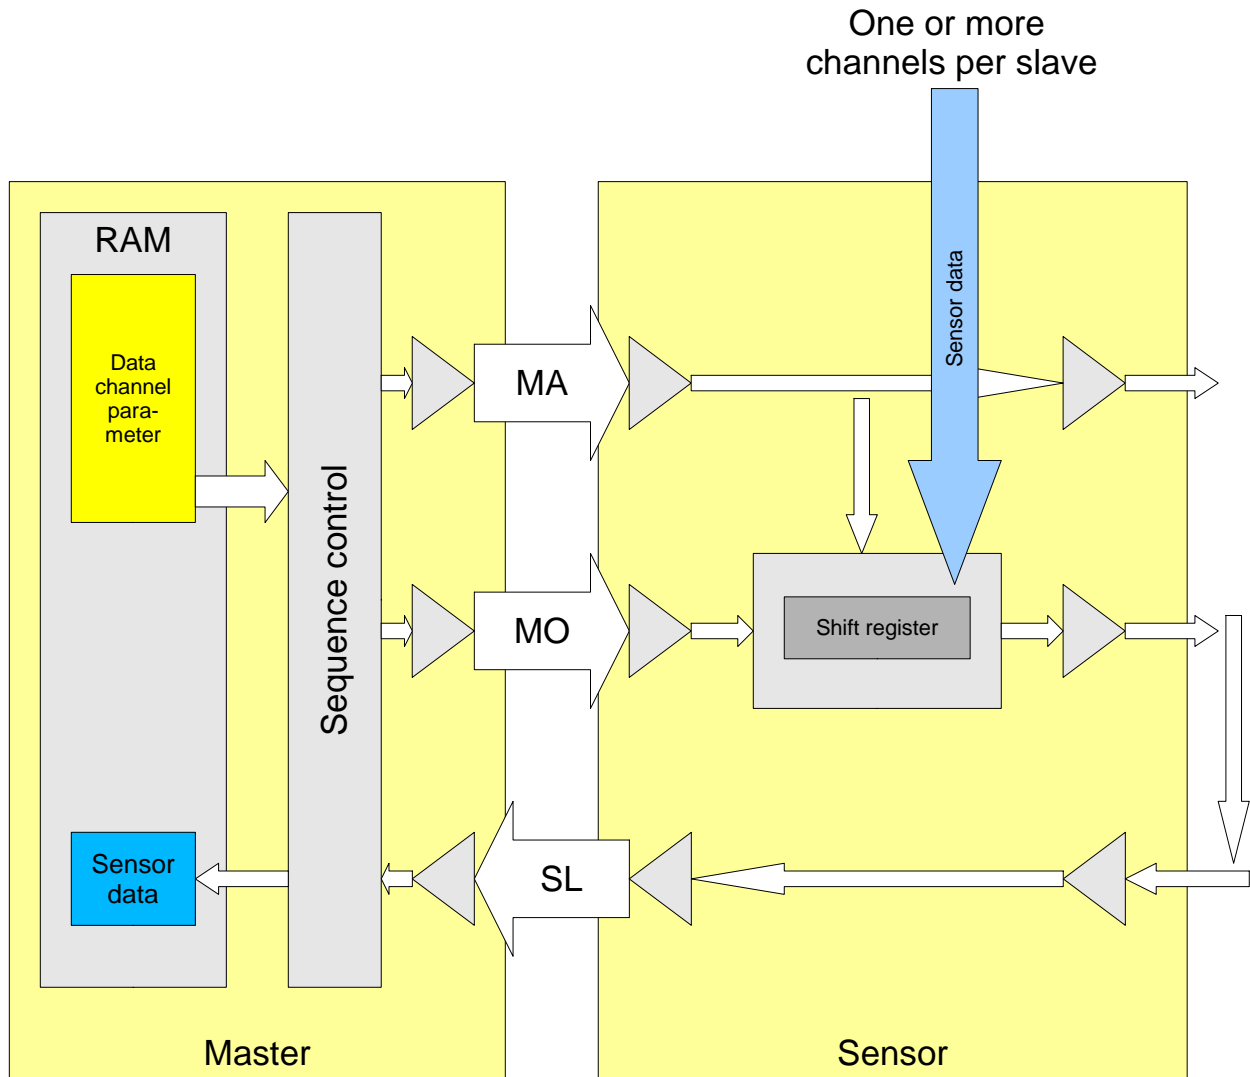 One or more
channels per slave
RAM
Data
channel
para-
meter
Sequence control
MA
Sensor data
MO
Shift register
Sensor
data
SL
Master
Sensor